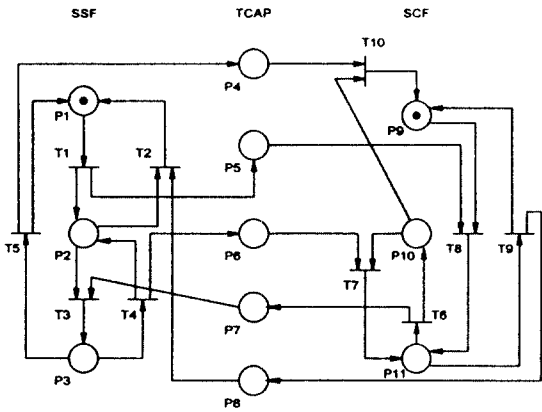 SSF TCAP SCF
T10
P4
P1 P9
T1 T2 P5
T5 P2 P6 P10 T8 T9
T7
T3 T4 P7 T6
P3 P11
P8